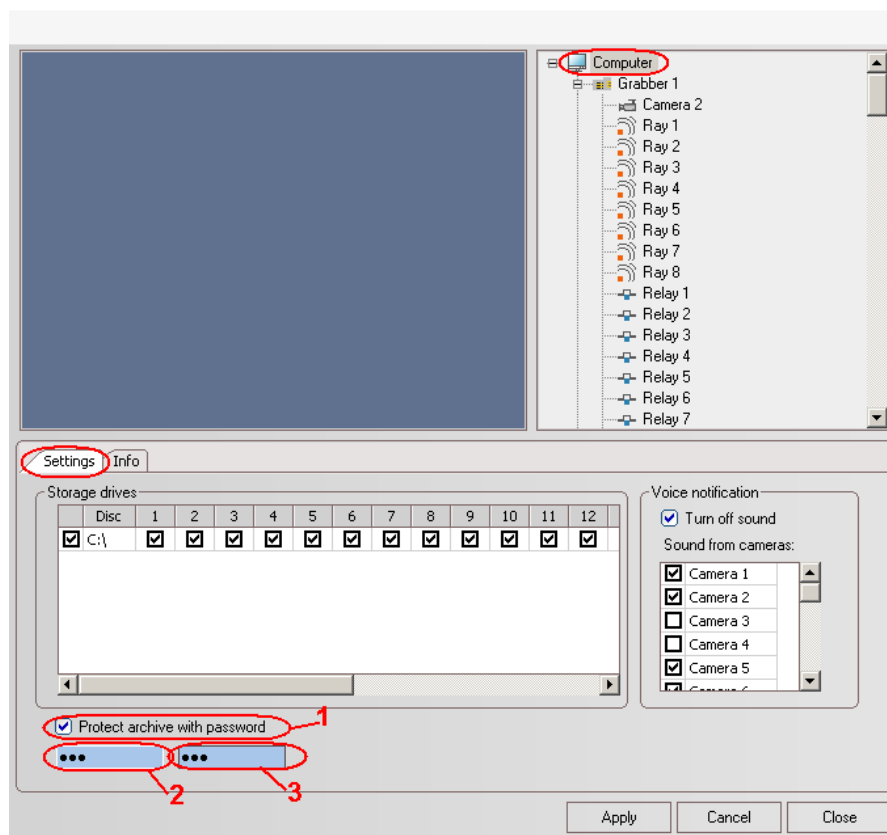 Computer
Grabber 1
Camera 2
Ray 1
Ray 2
Ray 3
Ray 4
Ray 5
Ray 6
Ray 7
Ray 8
Relay 1
Relay 2
Relay 3
Relay 4
Relay 5
Relay 6
Relay 7
Settings Info
Storage drives
Disc 1 2 3 4 5 6 7 8 9 10 11 12
C:\
Voice notification
Turn off sound
Sound from cameras:
Camera 1
Camera 2
Camera 3
Camera 4
Camera 5
Protect archive with password 1
••• •••
2 3
Apply Cancel Close